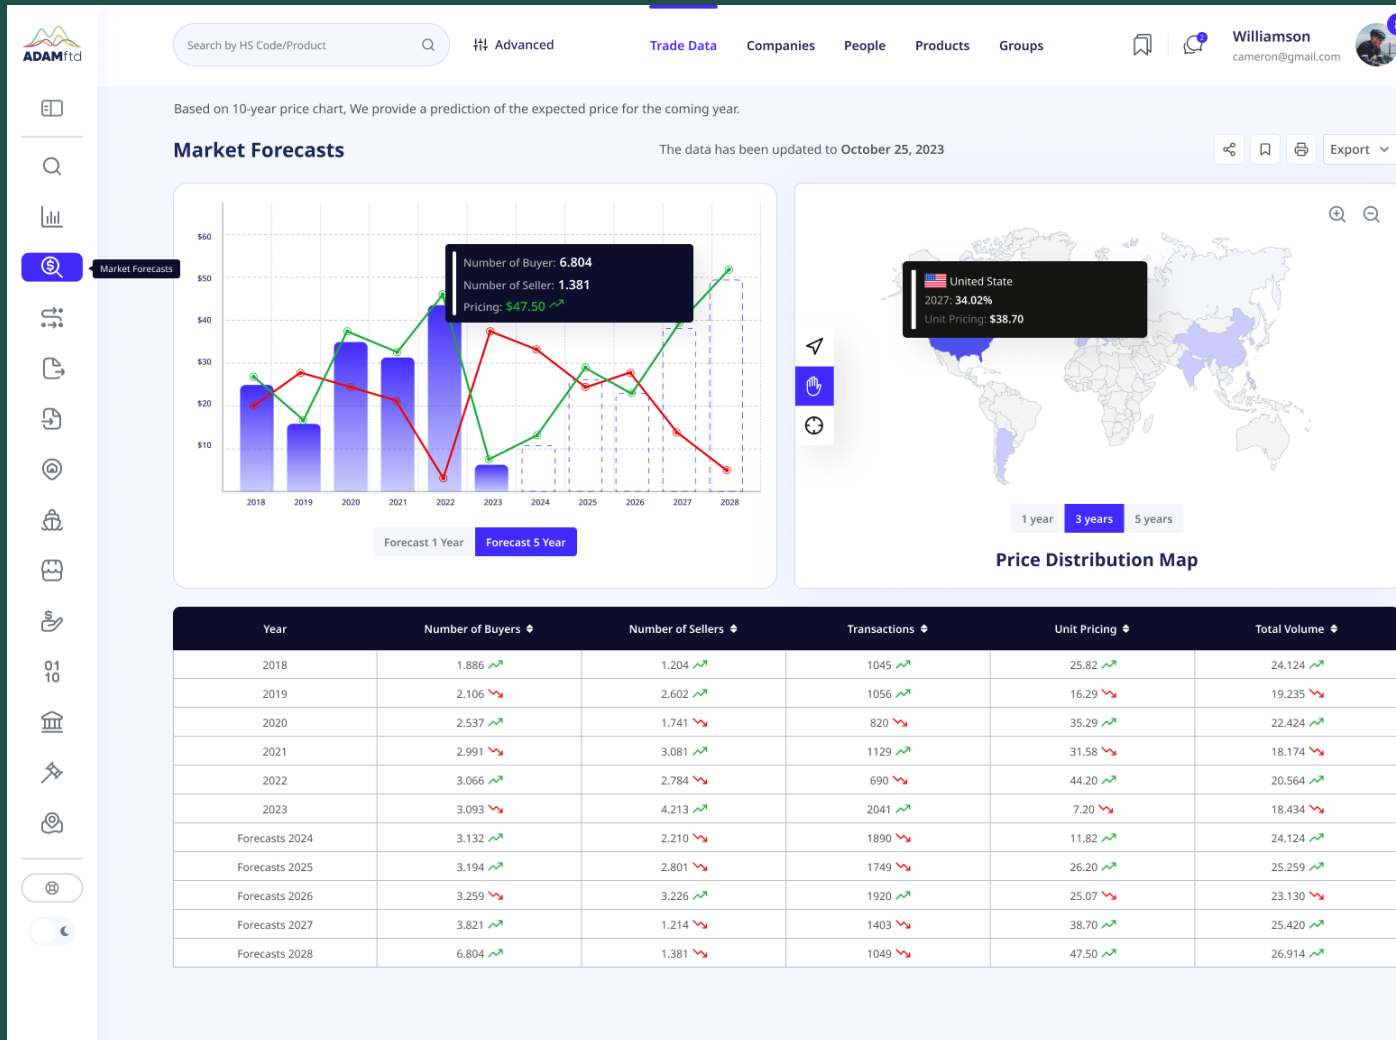 ADAMftd
Search by HS Code/Product
Advanced
Trade Data
Companies
People
Products
Groups
2
Williamson
cameron@gmail.com
Based on 10-year price chart, We provide a prediction of the expected price for the coming year.
Market Forecasts
The data has been updated to October 25, 2023
Export
Market Forecasts
$60
$50
$40
$30
$20
$10
Number of Buyer: 6.804
Number of Seller: 1.381
Pricing: $47.50
2018 2019 2020 2021 2022 2023 2024 2025 2026 2027 2028
Forecast 1 Year
Forecast 5 Year
United State
2027: 34.02%
Unit Pricing: $38.70
1 year
3 years
5 years
Price Distribution Map
Year Number of Buyers Number of Sellers Transactions Unit Pricing Total Volume
2018 1.886 1.204 1045 25.82 24.124
2019 2.106 2.602 1056 16.29 19.235
2020 2.537 1.741 820 35.29 22.424
2021 2.991 3.081 1129 31.58 18.174
2022 3.066 2.784 690 44.20 20.564
2023 3.093 4.213 2041 7.20 18.434
Forecasts 2024 3.132 2.210 1890 11.82 24.124
Forecasts 2025 3.194 2.801 1749 26.20 25.259
Forecasts 2026 3.259 3.226 1920 25.07 23.130
Forecasts 2027 3.821 1.214 1403 38.70 25.420
Forecasts 2028 6.804 1.381 1049 47.50 26.914
01
10